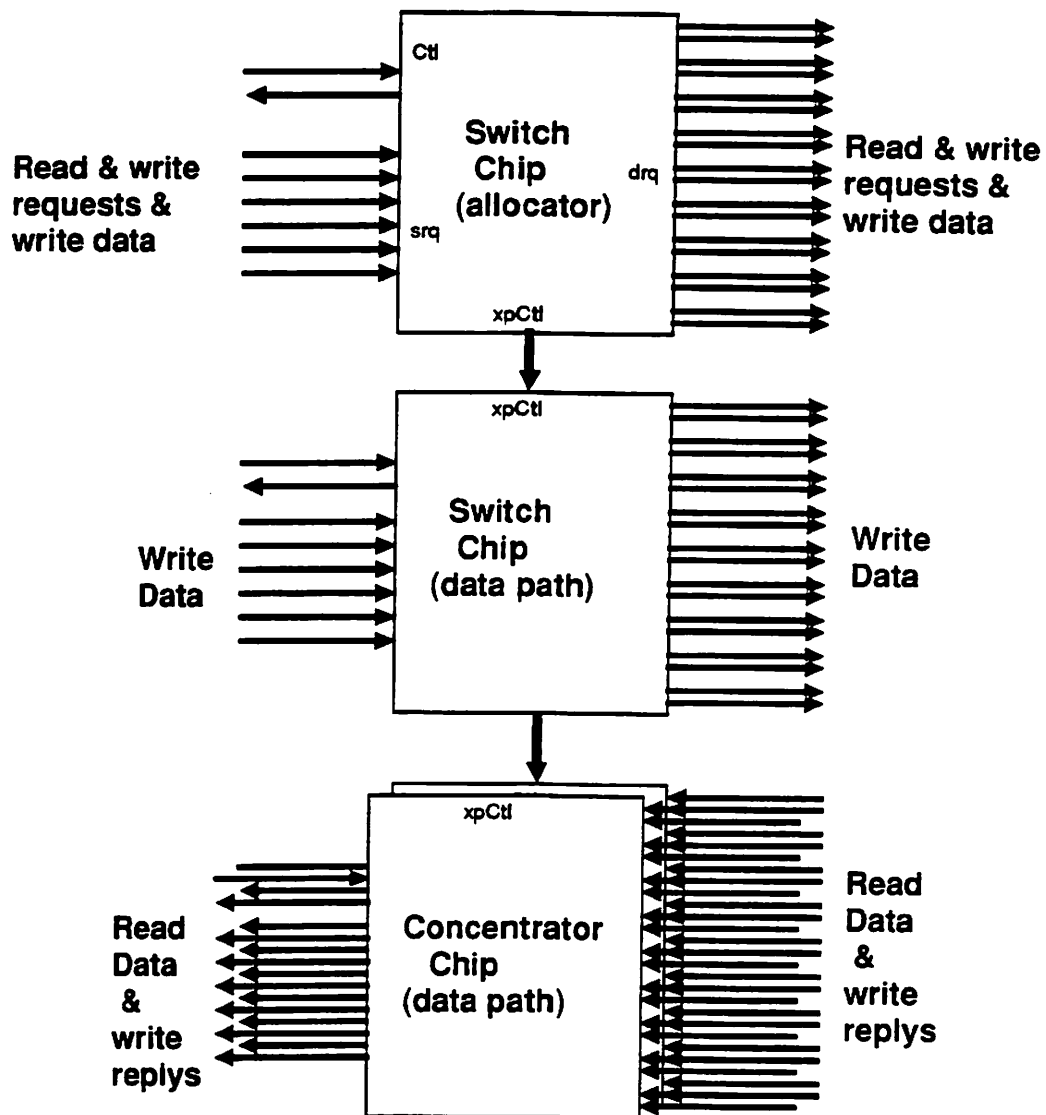 Ctl
Read & write
requests &
write data
Switch
Chip
(allocator)
srq
drq
xpCtl
Read & write
requests &
write data
xpCtl
Write
Data
Switch
Chip
(data path)
Write
Data
xpCtl
Read
Data
&
write
replys
Concentrator
Chip
(data path)
Read
Data
&
write
replys